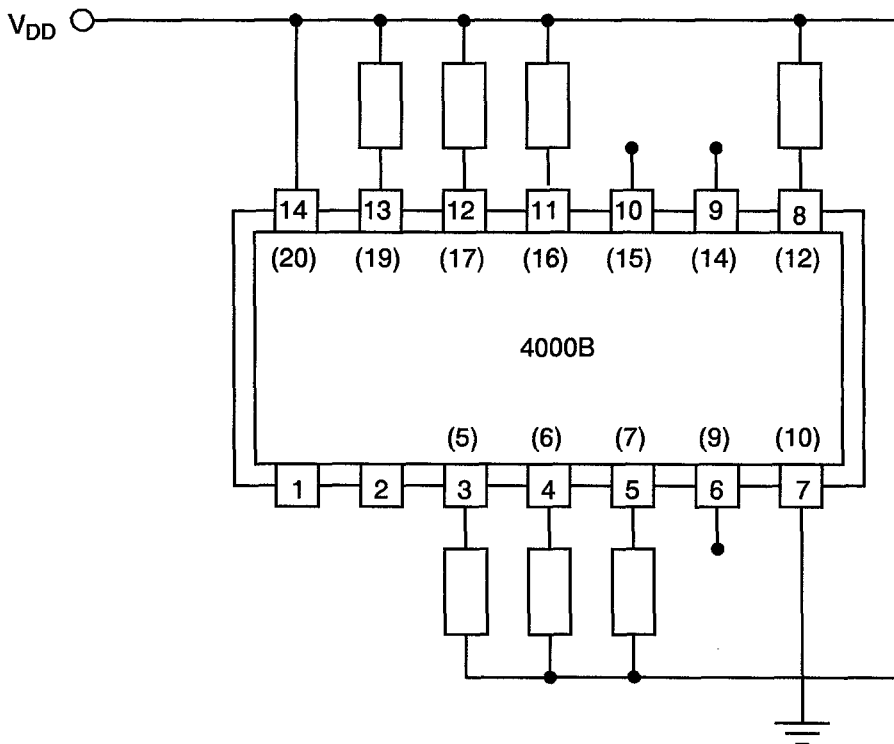 VDD
14 13 12 11 10 9 8
(20) (19) (17) (16) (15) (14) (12)
4000B
(5) (6) (7) (9) (10)
1 2 3 4 5 6 7